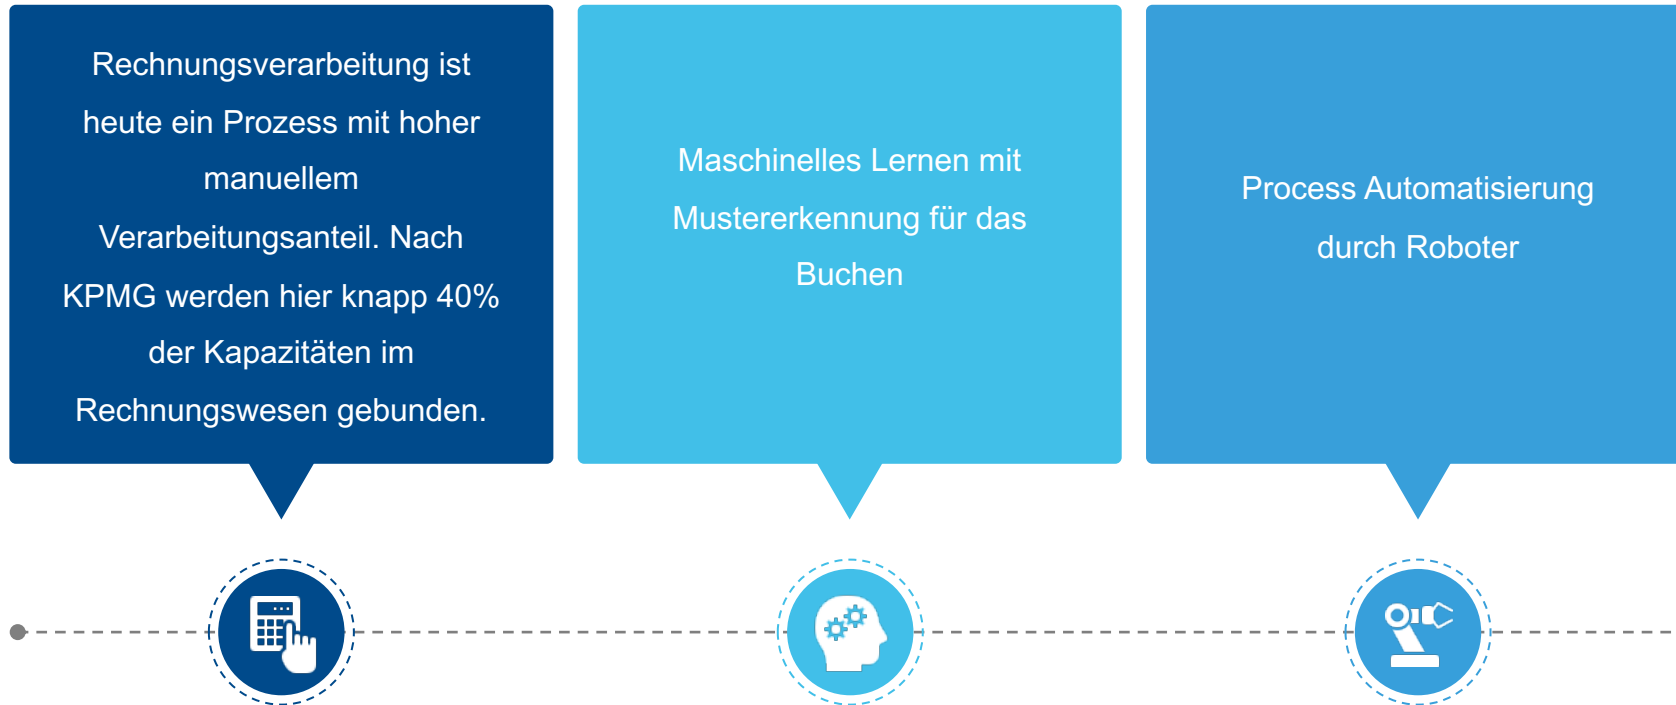 Rechnungsverarbeitung ist
heute ein Prozess mit hoher
manuellem
Verarbeitungsanteil. Nach
KPMG werden hier knapp 40%
der Kapazitäten im
Rechnungswesen gebunden.
Maschinelles Lernen mit
Mustererkennung für das
Buchen
Process Automatisierung
durch Roboter